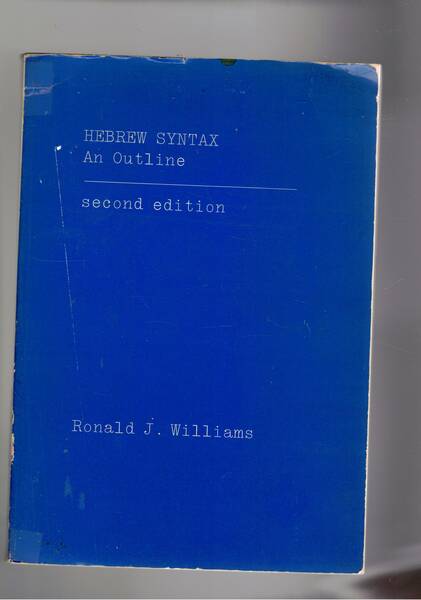 HEBREW SYNTAX
An Outline
second edition
Ronald J. Williams